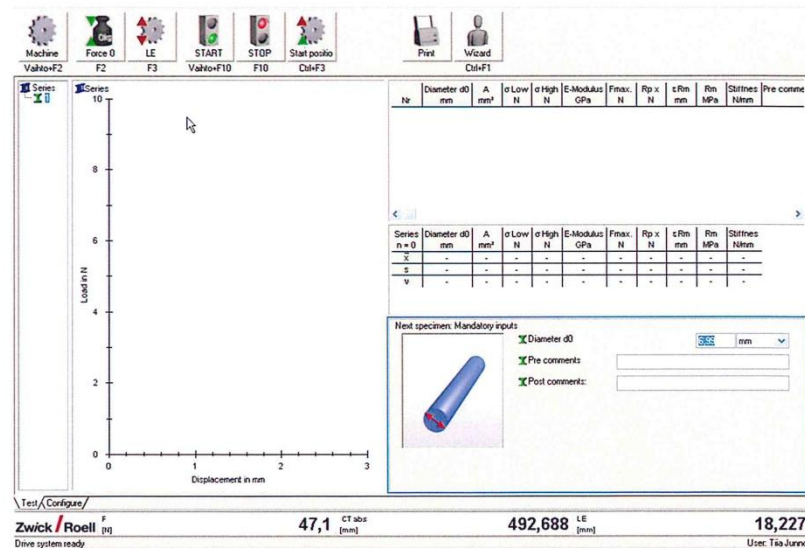 Machine Force 0 LE START STOP Start positio Print Wizard
Vaihto+F2 F2 F3 Vaihto+F10 F10 Ctrl+F3 Ctrl+F1
0kg
Series
1
Series
10
8
6
4
2
0
Load in N
0 1 2 3
Displacement in mm
Nr Diameter d0 mm A mm² σ Low N σ High N E-Modulus GPa Fmax. N Rp x N ε Rm mm Rm MPa Stiffnes N/mm Pre comme
Series n = 0 Diameter d0 mm A mm² σ Low N σ High N E-Modulus GPa Fmax. N Rp x N ε Rm mm Rm MPa Stiffnes N/mm
x̄ - - - - - - - - - -
s - - - - - - - - - -
ν - - - - - - - - - -
Next specimen: Mandatory inputs
Diameter d0 mm
Pre comments
Post comments:
Test Configure
Zwick / Roell F [N] 47,1 CT abs [mm] 492,688 LE [mm] 18,227
Drive system ready User: Tiia Junn